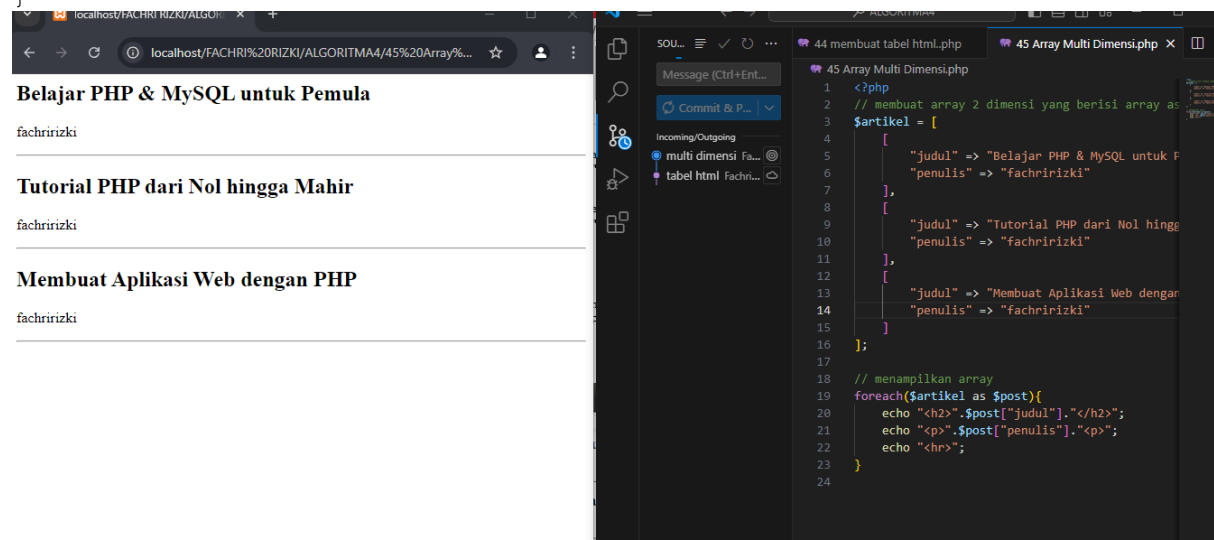 localhost/FACHRI RIZKI/ALGOR
localhost/FACHRI%20RIZKI/ALGORITMA4/45%20Array%...
Belajar PHP & MySQL untuk Pemula
fachririzki
Tutorial PHP dari Nol hingga Mahir
fachririzki
Membuat Aplikasi Web dengan PHP
fachririzki
ALGORITMA4
SOU...
Message (Ctrl+Ent...
Commit & P...
Incoming/Outgoing
multi dimensi Fa...
tabel html Fachri...
44 membuat tabel html..php
45 Array Multi Dimensi.php
45 Array Multi Dimensi.php
1 <?php
2 // membuat array 2 dimensi yang berisi array as
3 $artikel = [
4 [
5 "judul" => "Belajar PHP & MySQL untuk P
6 "penulis" => "fachririzki"
7 ],
8 [
9 "judul" => "Tutorial PHP dari Nol hingg
10 "penulis" => "fachririzki"
11 ],
12 [
13 "judul" => "Membuat Aplikasi Web dengan
14 "penulis" => "fachririzki"
15 ]
16 ];
17
18 // menampilkan array
19 foreach($artikel as $post){
20 echo "<h2>".$post["judul"]."</h2>";
21 echo "<p>".$post["penulis"]."<p>";
22 echo "<hr>";
23 }
24